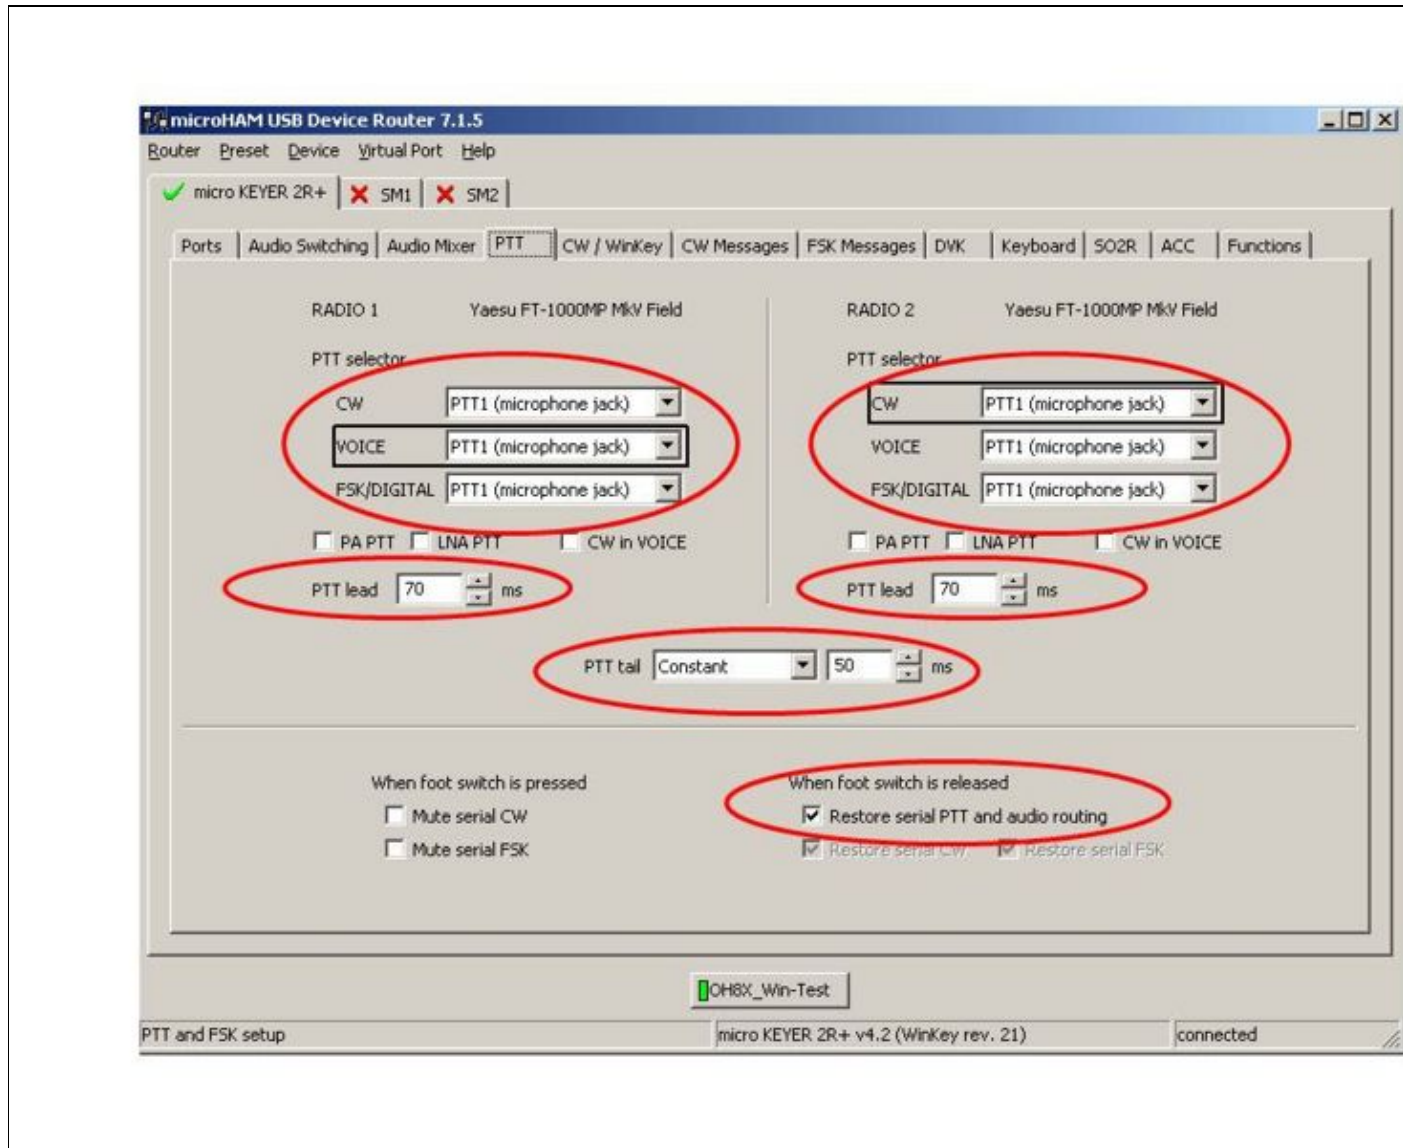 microHAM USB Device Router 7.1.5
Router Preset Device Virtual Port Help
micro KEYER 2R+ SM1 SM2
Ports Audio Switching Audio Mixer PTT CW / WinKey CW Messages FSK Messages DVK Keyboard SO2R ACC Functions
RADIO 1 Yaesu FT-1000MP MkV Field RADIO 2 Yaesu FT-1000MP MkV Field
PTT selector PTT selector
CW PTT1 (microphone jack) CW PTT1 (microphone jack)
VOICE PTT1 (microphone jack) VOICE PTT1 (microphone jack)
FSK/DIGITAL PTT1 (microphone jack) FSK/DIGITAL PTT1 (microphone jack)
PA PTT LNA PTT CW in VOICE PA PTT LNA PTT CW in VOICE
PTT lead 70 ms PTT lead 70 ms
PTT tail Constant 50 ms
When foot switch is pressed When foot switch is released
Mute serial CW Restore serial PTT and audio routing
Mute serial FSK Restore serial CW Restore serial FSK
OH8X_Win-Test
PTT and FSK setup micro KEYER 2R+ v4.2 (WinKey rev. 21) connected